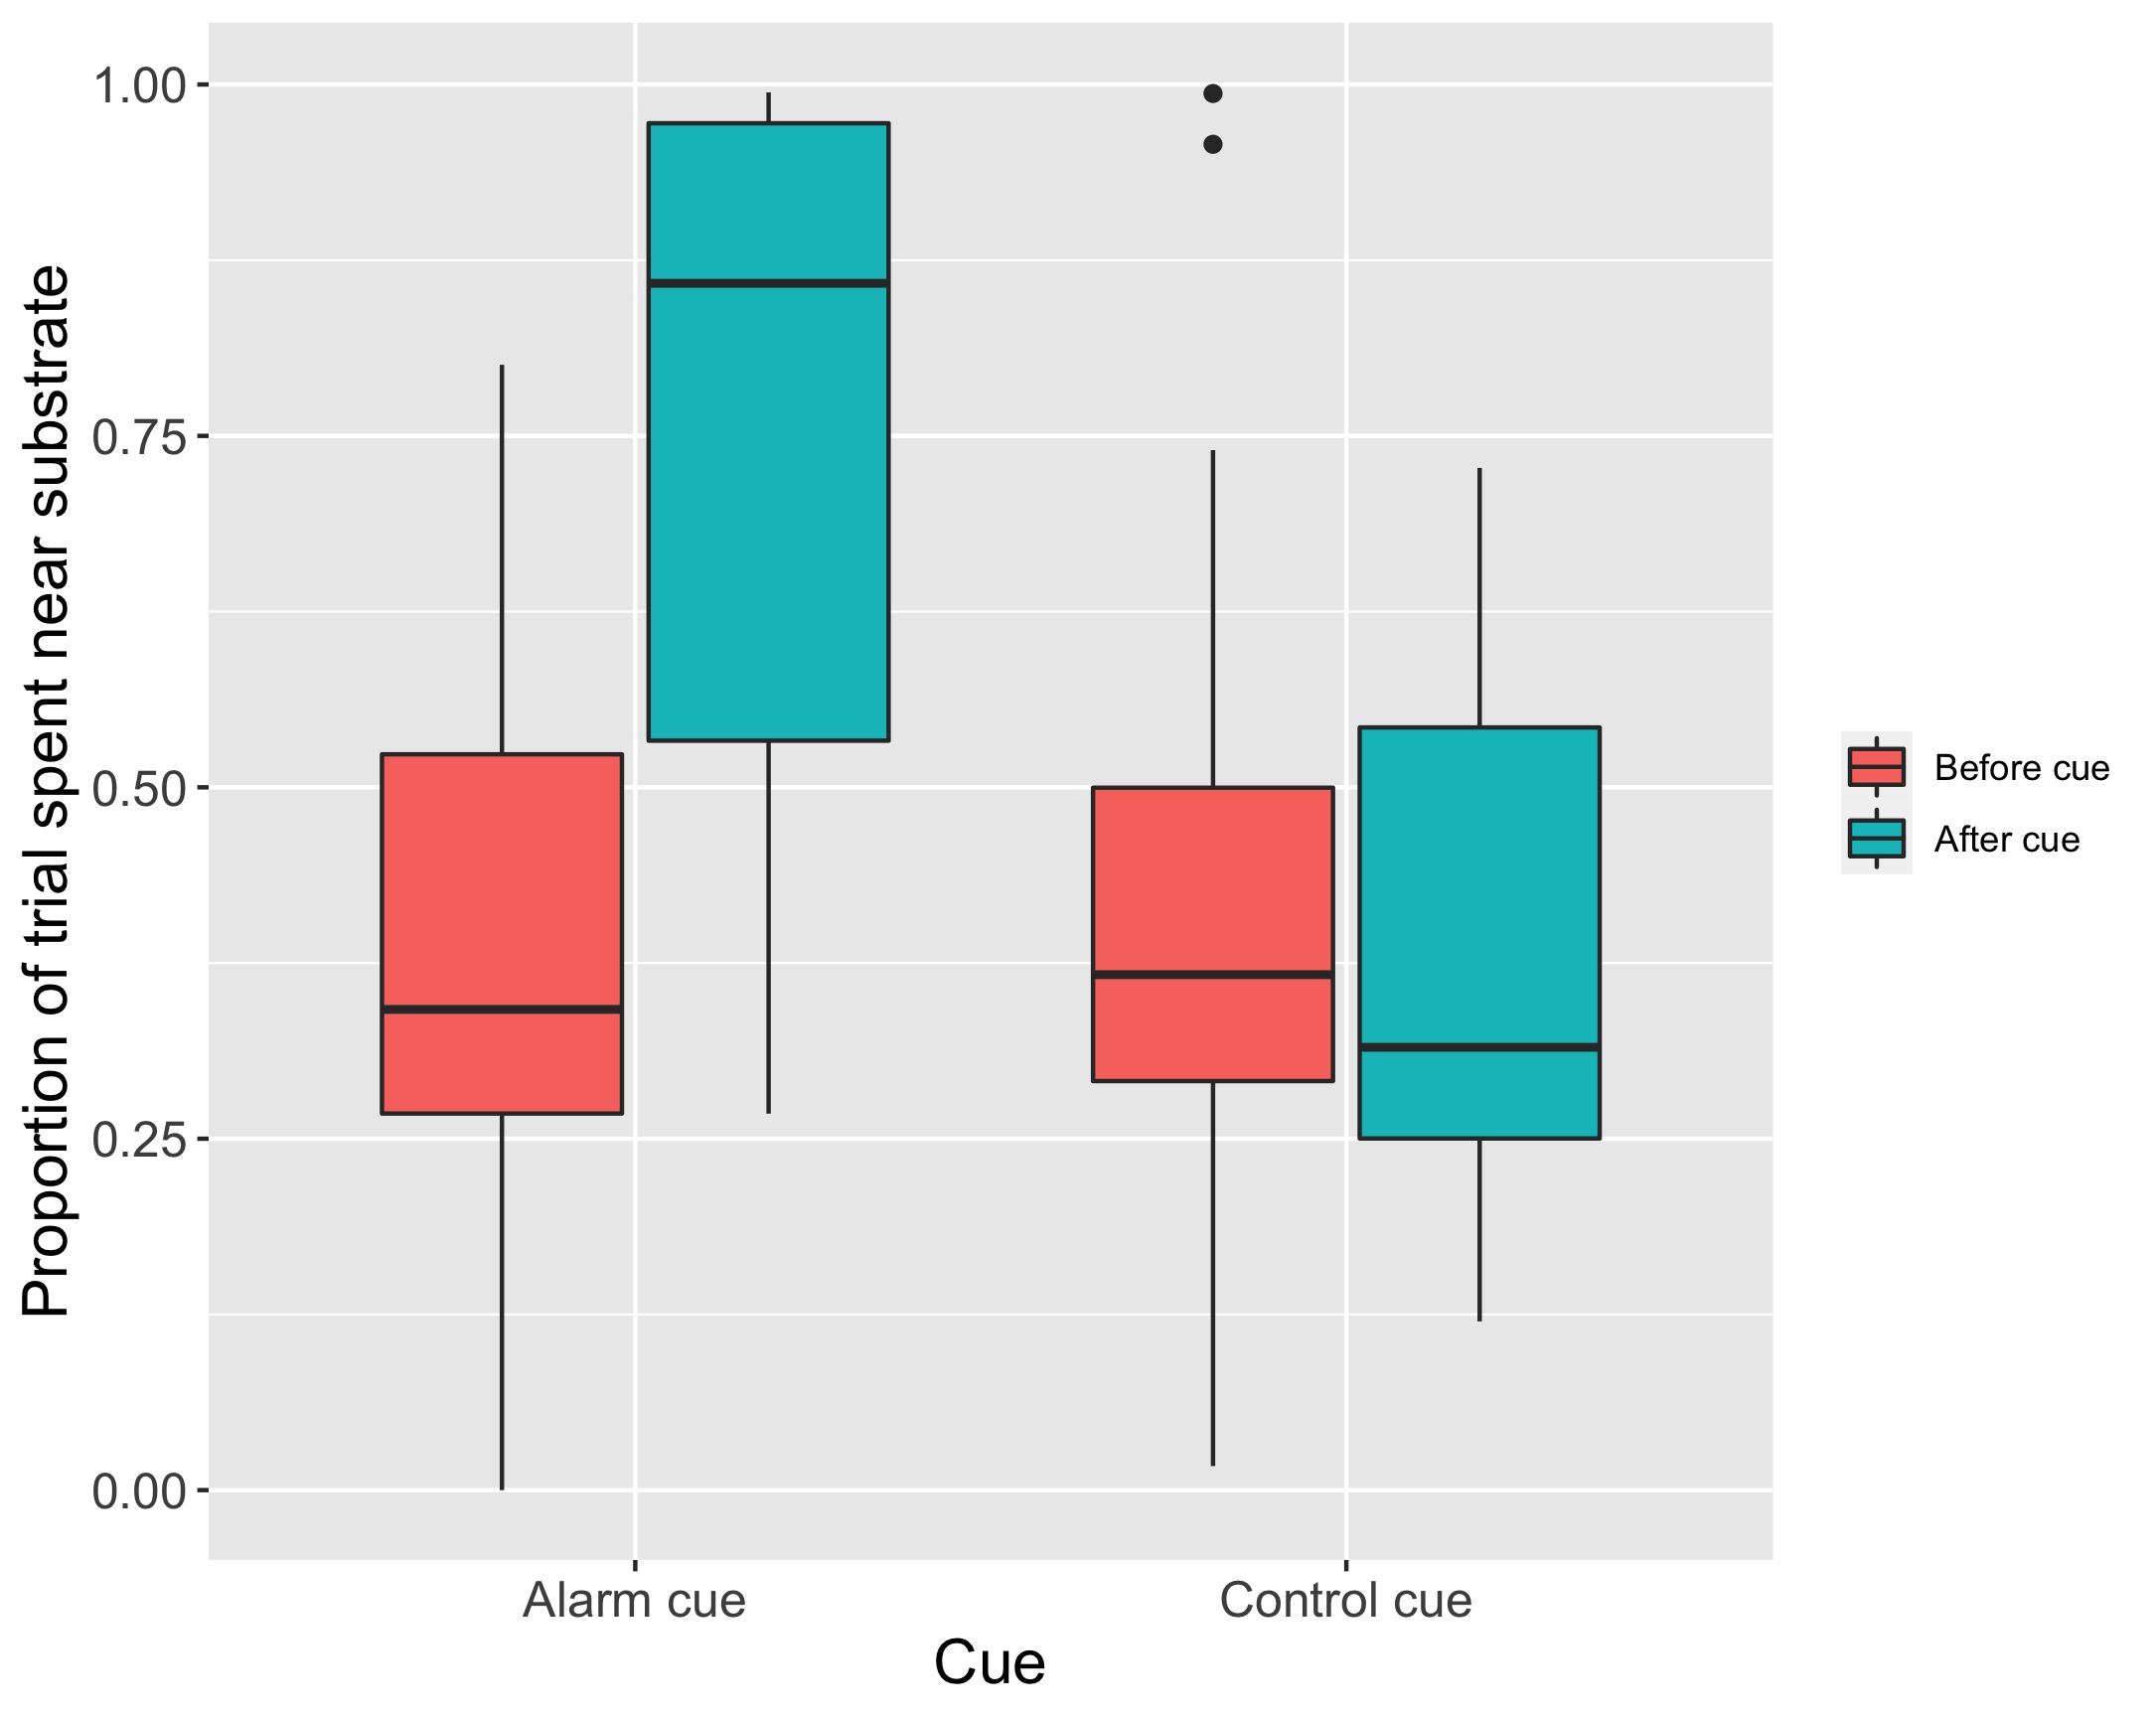 Proportion of trial spent near substrate
1.00
0.75
0.50
0.25
0.00
Alarm cue
Control cue
Cue
Before cue
After cue